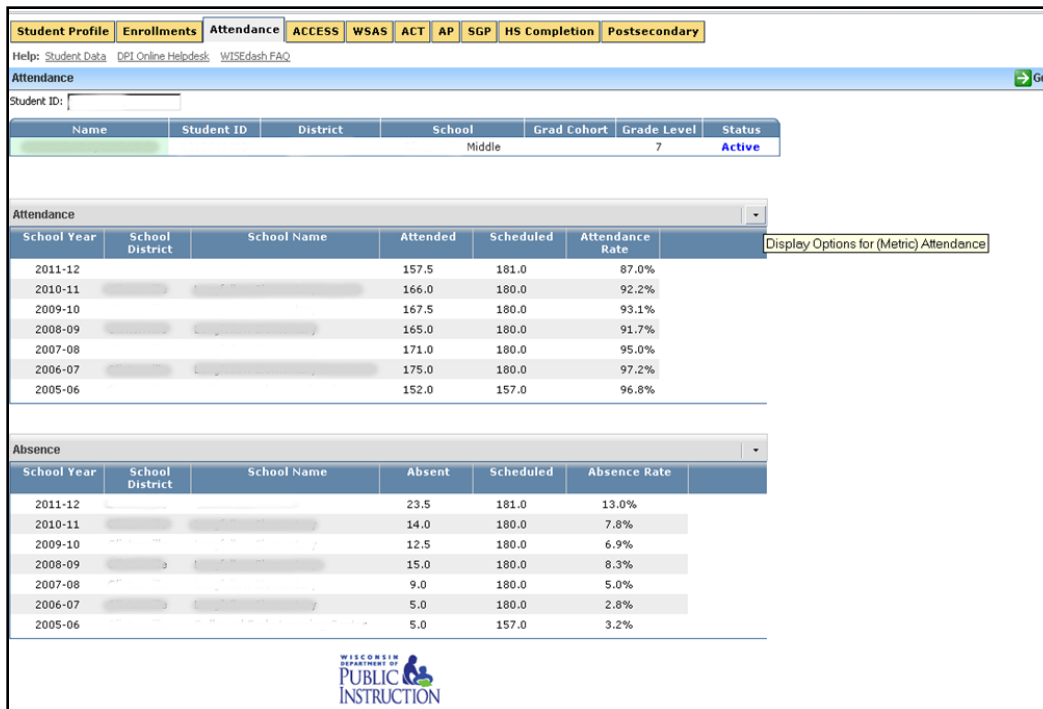 Student Profile Enrollments Attendance ACCESS WSAS ACT AP SGP HS Completion Postsecondary
Help: Student Data DPI Online Helpdesk WISEdash FAQ
Attendance
Student ID:
Name Student ID District School Grad Cohort Grade Level Status
Middle 7 Active
Attendance
School Year School District School Name Attended Scheduled Attendance Rate
Display Options for (Metric) Attendance
2011-12 157.5 181.0 87.0%
2010-11 166.0 180.0 92.2%
2009-10 167.5 180.0 93.1%
2008-09 165.0 180.0 91.7%
2007-08 171.0 180.0 95.0%
2006-07 175.0 180.0 97.2%
2005-06 152.0 157.0 96.8%
Absence
School Year School District School Name Absent Scheduled Absence Rate
2011-12 23.5 181.0 13.0%
2010-11 14.0 180.0 7.8%
2009-10 12.5 180.0 6.9%
2008-09 15.0 180.0 8.3%
2007-08 9.0 180.0 5.0%
2006-07 5.0 180.0 2.8%
2005-06 5.0 157.0 3.2%
WISCONSIN
DEPARTMENT OF
PUBLIC
INSTRUCTION